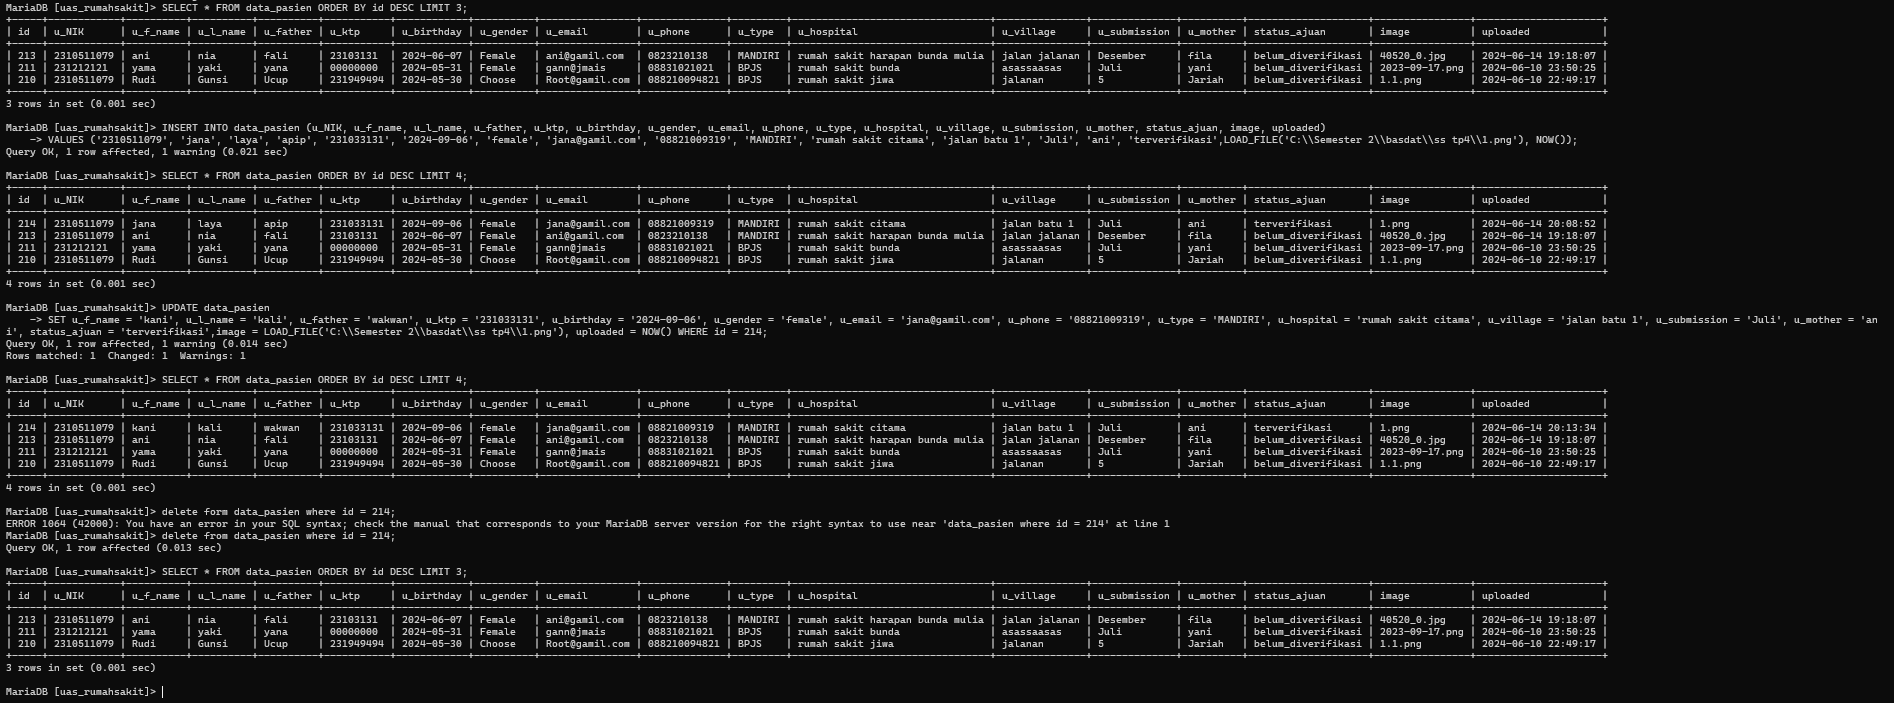 MariaDB [uas_rumahsakit]> SELECT * FROM data_pasien ORDER BY id DESC LIMIT 3;
| id | u_NIK | u_f_name | u_l_name | u_father | u_ktp | u_birthday | u_gender | u_email | u_phone | u_type | u_hospital | u_village | u_submission | u_mother | status_ajuan | image | uploaded |
| 213 | 2310511079 | ani | nia | fali | 23103131 | 2024-06-07 | Female | ani@gamil.com | 0823210138 | MANDIRI | rumah sakit harapan bunda mulia | jalan jalanan | Desember | fila | belum_diverifikasi | 40520_0.jpg | 2024-06-14 19:18:07 |
| 211 | 231212121 | yama | yaki | yana | 00000000 | 2024-05-31 | Female | gann@jmais | 08831021021 | BPJS | rumah sakit bunda | asassaasas | Juli | yani | belum_diverifikasi | 2023-09-17.png | 2024-06-10 23:50:25 |
| 210 | 2310511079 | Rudi | Gunsi | Ucup | 231949494 | 2024-05-30 | Choose | Root@gamil.com | 088210094821 | BPJS | rumah sakit jiwa | jalanan | 5 | Jariah | belum_diverifikasi | 1.1.png | 2024-06-10 22:49:17 |
3 rows in set (0.001 sec)
MariaDB [uas_rumahsakit]> INSERT INTO data_pasien (u_NIK, u_f_name, u_l_name, u_father, u_ktp, u_birthday, u_gender, u_email, u_phone, u_type, u_hospital, u_village, u_submission, u_mother, status_ajuan, image, uploaded)
-> VALUES ('2310511079', 'jana', 'laya', 'apip', '231033131', '2024-09-06', 'female', 'jana@gamil.com', '08821009319', 'MANDIRI', 'rumah sakit citama', 'jalan batu 1', 'Juli', 'ani', 'terverifikasi',LOAD_FILE('C:\\Semester 2\\basdat\\ss tp4\\1.png'), NOW());
Query OK, 1 row affected, 1 warning (0.021 sec)
MariaDB [uas_rumahsakit]> SELECT * FROM data_pasien ORDER BY id DESC LIMIT 4;
| id | u_NIK | u_f_name | u_l_name | u_father | u_ktp | u_birthday | u_gender | u_email | u_phone | u_type | u_hospital | u_village | u_submission | u_mother | status_ajuan | image | uploaded |
| 214 | 2310511079 | jana | laya | apip | 231033131 | 2024-09-06 | female | jana@gamil.com | 08821009319 | MANDIRI | rumah sakit citama | jalan batu 1 | Juli | ani | terverifikasi | 1.png | 2024-06-14 20:08:52 |
| 213 | 2310511079 | ani | nia | fali | 23103131 | 2024-06-07 | Female | ani@gamil.com | 0823210138 | MANDIRI | rumah sakit harapan bunda mulia | jalan jalanan | Desember | fila | belum_diverifikasi | 40520_0.jpg | 2024-06-14 19:18:07 |
| 211 | 231212121 | yama | yaki | yana | 00000000 | 2024-05-31 | Female | gann@jmais | 08831021021 | BPJS | rumah sakit bunda | asassaasas | Juli | yani | belum_diverifikasi | 2023-09-17.png | 2024-06-10 23:50:25 |
| 210 | 2310511079 | Rudi | Gunsi | Ucup | 231949494 | 2024-05-30 | Choose | Root@gamil.com | 088210094821 | BPJS | rumah sakit jiwa | jalanan | 5 | Jariah | belum_diverifikasi | 1.1.png | 2024-06-10 22:49:17 |
4 rows in set (0.001 sec)
MariaDB [uas_rumahsakit]> UPDATE data_pasien
-> SET u_f_name = 'kani', u_l_name = 'kali', u_father = 'wakwan', u_ktp = '231033131', u_birthday = '2024-09-06', u_gender = 'female', u_email = 'jana@gamil.com', u_phone = '08821009319', u_type = 'MANDIRI', u_hospital = 'rumah sakit citama', u_village = 'jalan batu 1', u_submission = 'Juli', u_mother = 'an
i', status_ajuan = 'terverifikasi',image = LOAD_FILE('C:\\Semester 2\\basdat\\ss tp4\\1.png'), uploaded = NOW() WHERE id = 214;
Query OK, 1 row affected, 1 warning (0.014 sec)
Rows matched: 1  Changed: 1  Warnings: 1
MariaDB [uas_rumahsakit]> SELECT * FROM data_pasien ORDER BY id DESC LIMIT 4;
| id | u_NIK | u_f_name | u_l_name | u_father | u_ktp | u_birthday | u_gender | u_email | u_phone | u_type | u_hospital | u_village | u_submission | u_mother | status_ajuan | image | uploaded |
| 214 | 2310511079 | kani | kali | wakwan | 231033131 | 2024-09-06 | female | jana@gamil.com | 08821009319 | MANDIRI | rumah sakit citama | jalan batu 1 | Juli | ani | terverifikasi | 1.png | 2024-06-14 20:13:34 |
| 213 | 2310511079 | ani | nia | fali | 23103131 | 2024-06-07 | Female | ani@gamil.com | 0823210138 | MANDIRI | rumah sakit harapan bunda mulia | jalan jalanan | Desember | fila | belum_diverifikasi | 40520_0.jpg | 2024-06-14 19:18:07 |
| 211 | 231212121 | yama | yaki | yana | 00000000 | 2024-05-31 | Female | gann@jmais | 08831021021 | BPJS | rumah sakit bunda | asassaasas | Juli | yani | belum_diverifikasi | 2023-09-17.png | 2024-06-10 23:50:25 |
| 210 | 2310511079 | Rudi | Gunsi | Ucup | 231949494 | 2024-05-30 | Choose | Root@gamil.com | 088210094821 | BPJS | rumah sakit jiwa | jalanan | 5 | Jariah | belum_diverifikasi | 1.1.png | 2024-06-10 22:49:17 |
4 rows in set (0.001 sec)
MariaDB [uas_rumahsakit]> delete form data_pasien where id = 214;
ERROR 1064 (42000): You have an error in your SQL syntax; check the manual that corresponds to your MariaDB server version for the right syntax to use near 'data_pasien where id = 214' at line 1
MariaDB [uas_rumahsakit]> delete from data_pasien where id = 214;
Query OK, 1 row affected (0.013 sec)
MariaDB [uas_rumahsakit]> SELECT * FROM data_pasien ORDER BY id DESC LIMIT 3;
| id | u_NIK | u_f_name | u_l_name | u_father | u_ktp | u_birthday | u_gender | u_email | u_phone | u_type | u_hospital | u_village | u_submission | u_mother | status_ajuan | image | uploaded |
| 213 | 2310511079 | ani | nia | fali | 23103131 | 2024-06-07 | Female | ani@gamil.com | 0823210138 | MANDIRI | rumah sakit harapan bunda mulia | jalan jalanan | Desember | fila | belum_diverifikasi | 40520_0.jpg | 2024-06-14 19:18:07 |
| 211 | 231212121 | yama | yaki | yana | 00000000 | 2024-05-31 | Female | gann@jmais | 08831021021 | BPJS | rumah sakit bunda | asassaasas | Juli | yani | belum_diverifikasi | 2023-09-17.png | 2024-06-10 23:50:25 |
| 210 | 2310511079 | Rudi | Gunsi | Ucup | 231949494 | 2024-05-30 | Choose | Root@gamil.com | 088210094821 | BPJS | rumah sakit jiwa | jalanan | 5 | Jariah | belum_diverifikasi | 1.1.png | 2024-06-10 22:49:17 |
3 rows in set (0.001 sec)
MariaDB [uas_rumahsakit]>